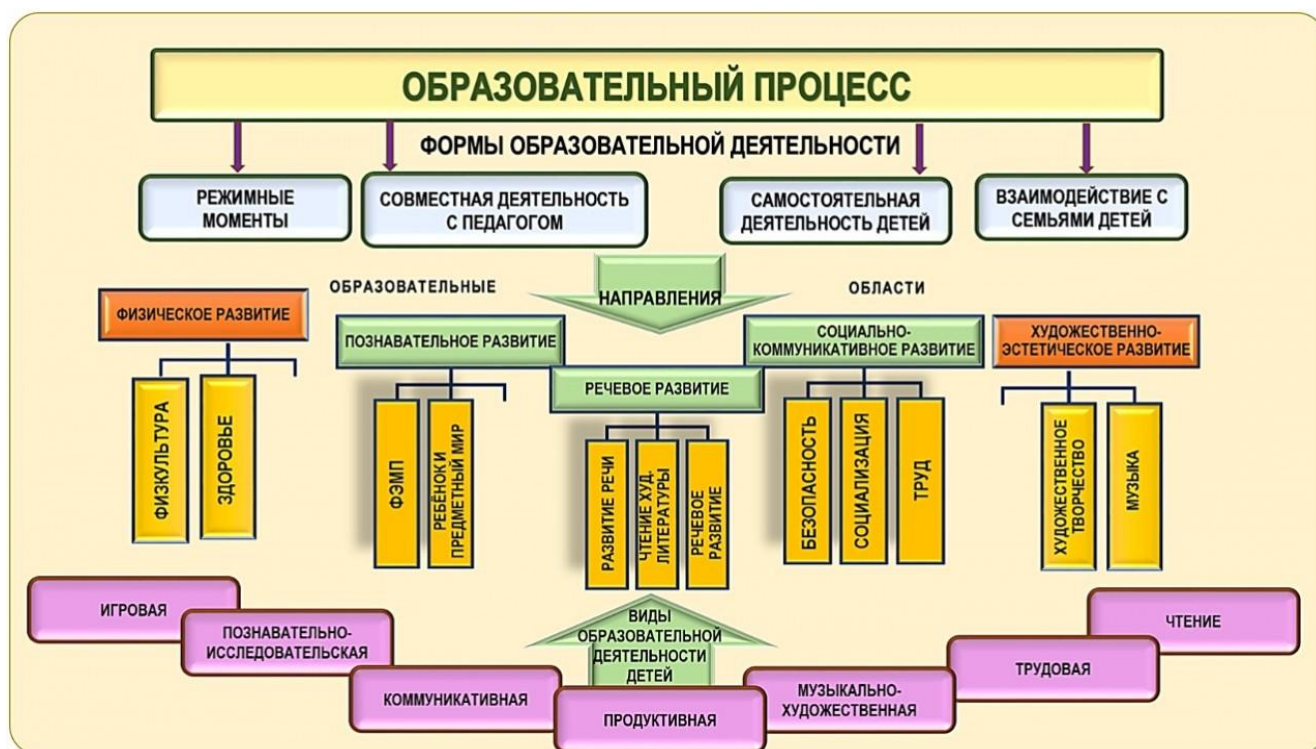 ОБРАЗОВАТЕЛЬНЫЙ ПРОЦЕСС
ФОРМЫ ОБРАЗОВАТЕЛЬНОЙ ДЕЯТЕЛЬНОСТИ
РЕЖИМНЫЕ
МОМЕНТЫ
СОВМЕСТНАЯ ДЕЯТЕЛЬНОСТЬ
С ПЕДАГОГОМ
САМОСТОЯТЕЛЬНАЯ
ДЕЯТЕЛЬНОСТЬ ДЕТЕЙ
ВЗАИМОДЕЙСТВИЕ С
СЕМЬЯМИ ДЕТЕЙ
ОБРАЗОВАТЕЛЬНЫЕ
НАПРАВЛЕНИЯ
ОБЛАСТИ
ФИЗИЧЕСКОЕ РАЗВИТИЕ
ПОЗНАВАТЕЛЬНОЕ РАЗВИТИЕ
РЕЧЕВОЕ РАЗВИТИЕ
СОЦИАЛЬНО-
КОММУНИКАТИВНОЕ РАЗВИТИЕ
ХУДОЖЕСТВЕННО-
ЭСТЕТИЧЕСКОЕ РАЗВИТИЕ
ФИЗКУЛЬТУРА
ЗДОРОВЬЕ
ФЭМП
РЕБЁНОК И
ПРЕДМЕТНЫЙ МИР
РАЗВИТИЕ РЕЧИ
ЧТЕНИЕ ХУД.
ЛИТЕРАТУРЫ
РЕЧЕВОЕ
РАЗВИТИЕ
БЕЗОПАСНОСТЬ
СОЦИАЛИЗАЦИЯ
ТРУД
ХУДОЖЕСТВЕННОЕ
ТВОРЧЕСТВО
МУЗЫКА
ВИДЫ
ОБРАЗОВАТЕЛЬНОЙ
ДЕЯТЕЛЬНОСТИ
ДЕТЕЙ
ИГРОВАЯ
ПОЗНАВАТЕЛЬНО-
ИССЛЕДОВАТЕЛЬСКАЯ
КОММУНИКАТИВНАЯ
ПРОДУКТИВНАЯ
МУЗЫКАЛЬНО-
ХУДОЖЕСТВЕННАЯ
ТРУДОВАЯ
ЧТЕНИЕ